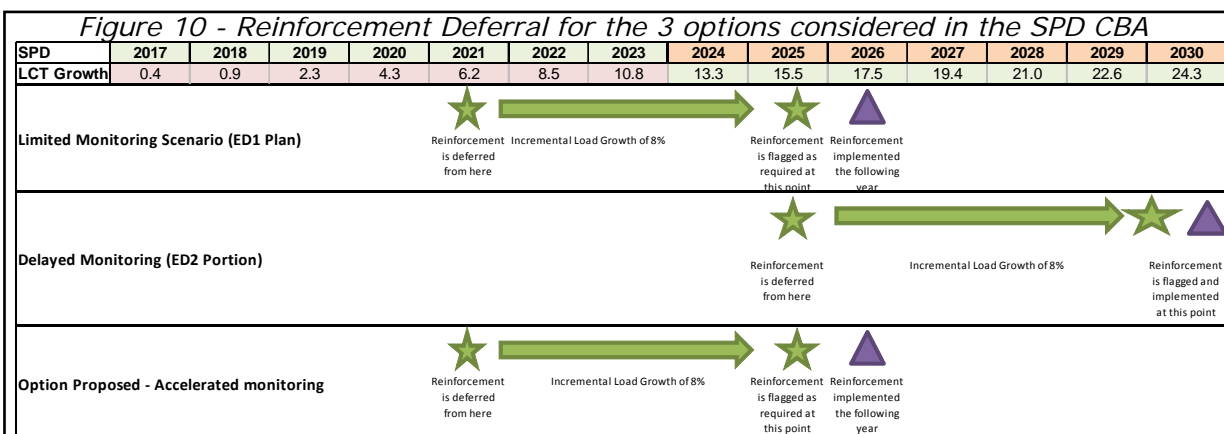 Figure 10 - Reinforcement Deferral for the 3 options considered in the SPD CBA
SPD 2017 2018 2019 2020 2021 2022 2023 2024 2025 2026 2027 2028 2029 2030
LCT Growth 0.4 0.9 2.3 4.3 6.2 8.5 10.8 13.3 15.5 17.5 19.4 21.0 22.6 24.3
Limited Monitoring Scenario (ED1 Plan)
Reinforcement
is deferred
from here
Incremental Load Growth of 8%
Reinforcement
is flagged as
required at
this point
Reinforcement
implemented
the following
year
Delayed Monitoring (ED2 Portion)
Reinforcement
is deferred
from here
Incremental Load Growth of 8%
Reinforcement
is flagged and
implemented
at this point
Option Proposed - Accelerated monitoring
Reinforcement
is deferred
from here
Incremental Load Growth of 8%
Reinforcement
is flagged as
required at
this point
Reinforcement
implemented
the following
year